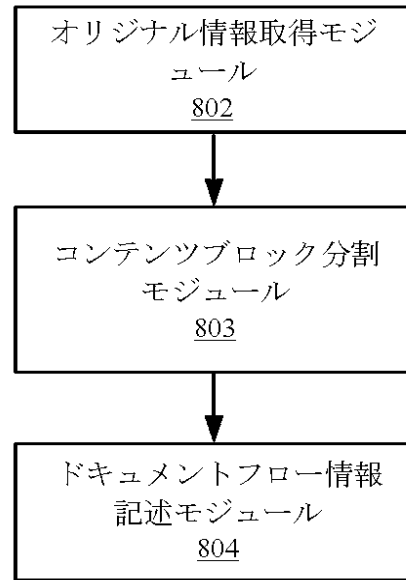 オリジナル情報取得モジ
ュール
802
コンテンツブロック分割
モジュール
803
ドキュメントフロー情報
記述モジュール
804